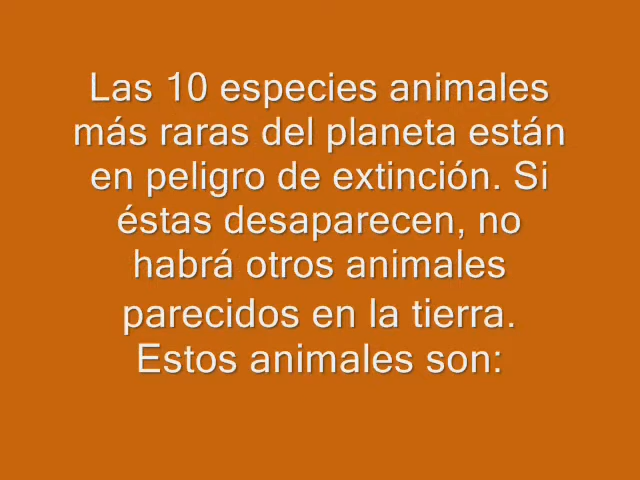 Las 10 especies animales
más raras del planeta están
en peligro de extinción. Si
éstas desaparecen, no
habrá otros animales
parecidos en la tierra.
Estos animales son: